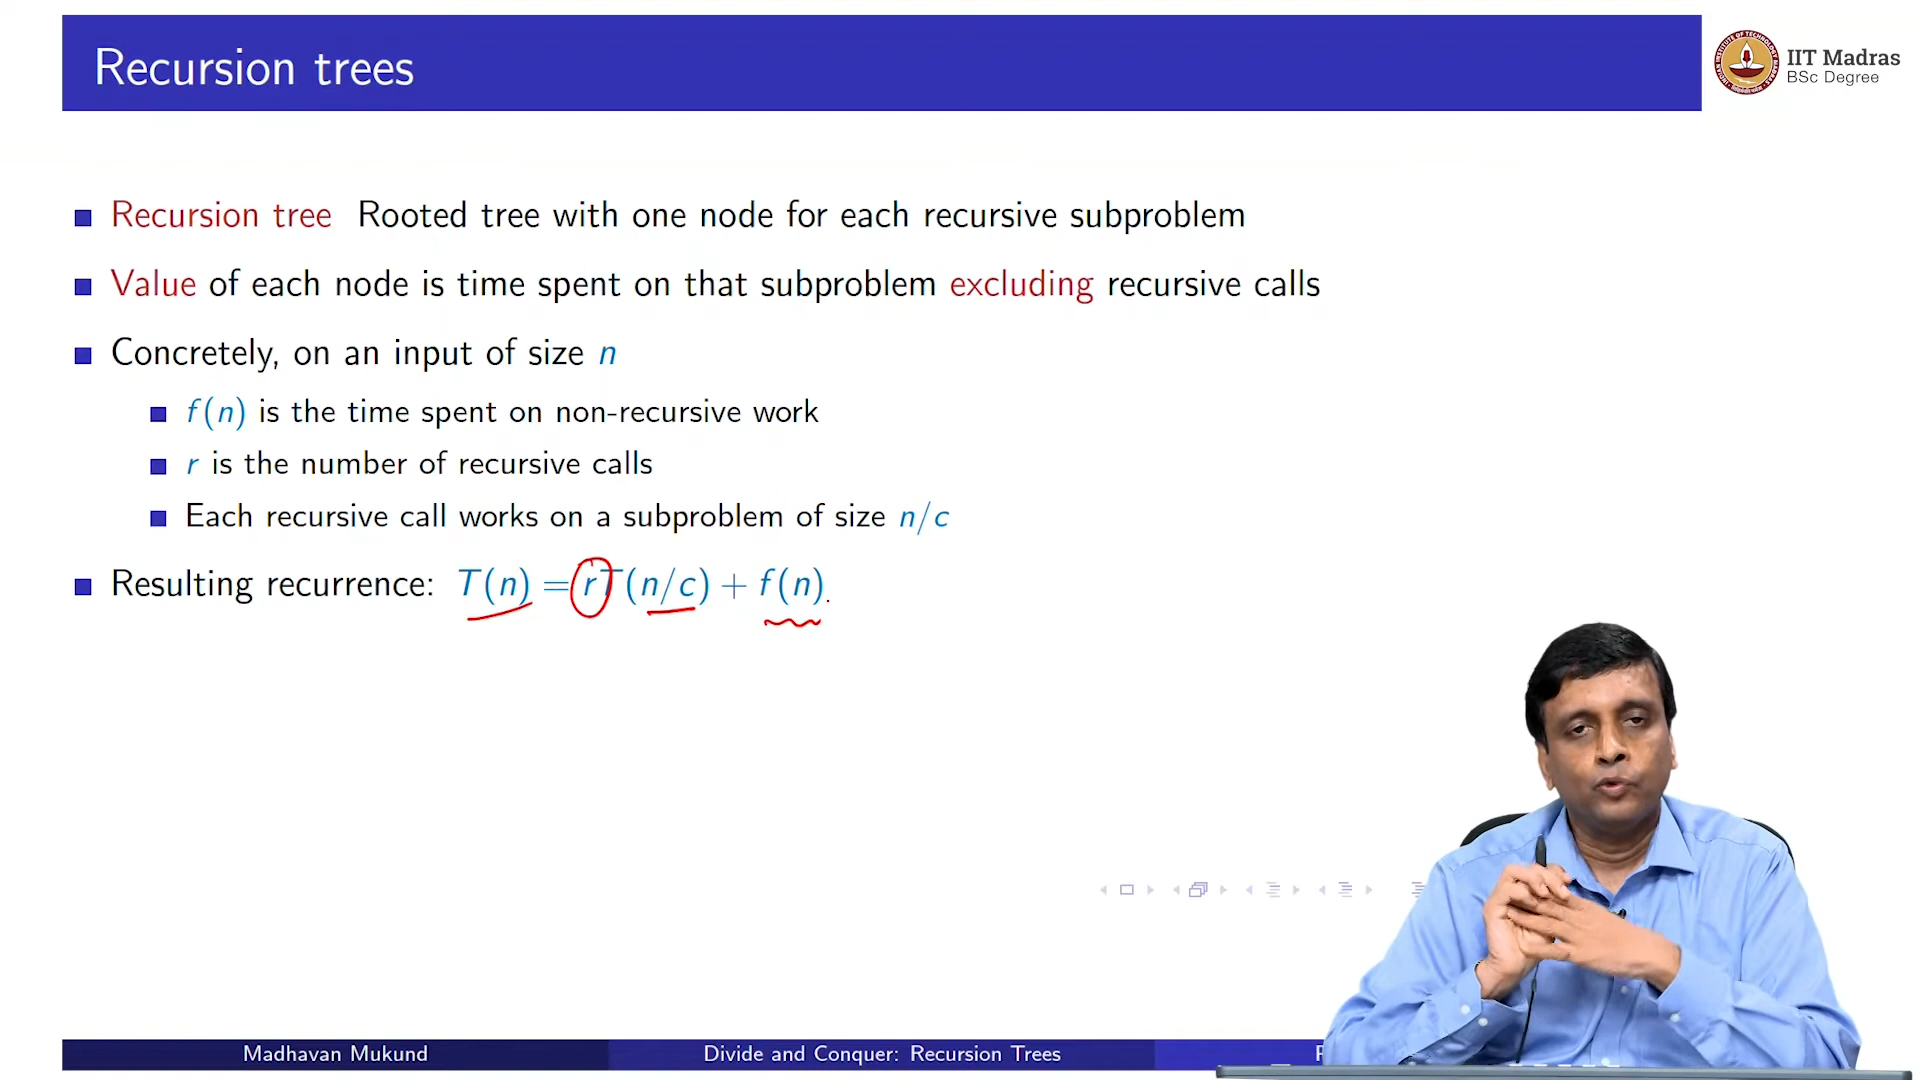 Recursion trees
IIT Madras
BSc Degree
Recursion tree Rooted tree with one node for each recursive subproblem
Value of each node is time spent on that subproblem excluding recursive calls
Concretely, on an input of size n
f(n) is the time spent on non-recursive work
r is the number of recursive calls
Each recursive call works on a subproblem of size n/c
Resulting recurrence: T(n) = rT(n/c) + f(n)
Madhavan Mukund
Divide and Conquer: Recursion Trees